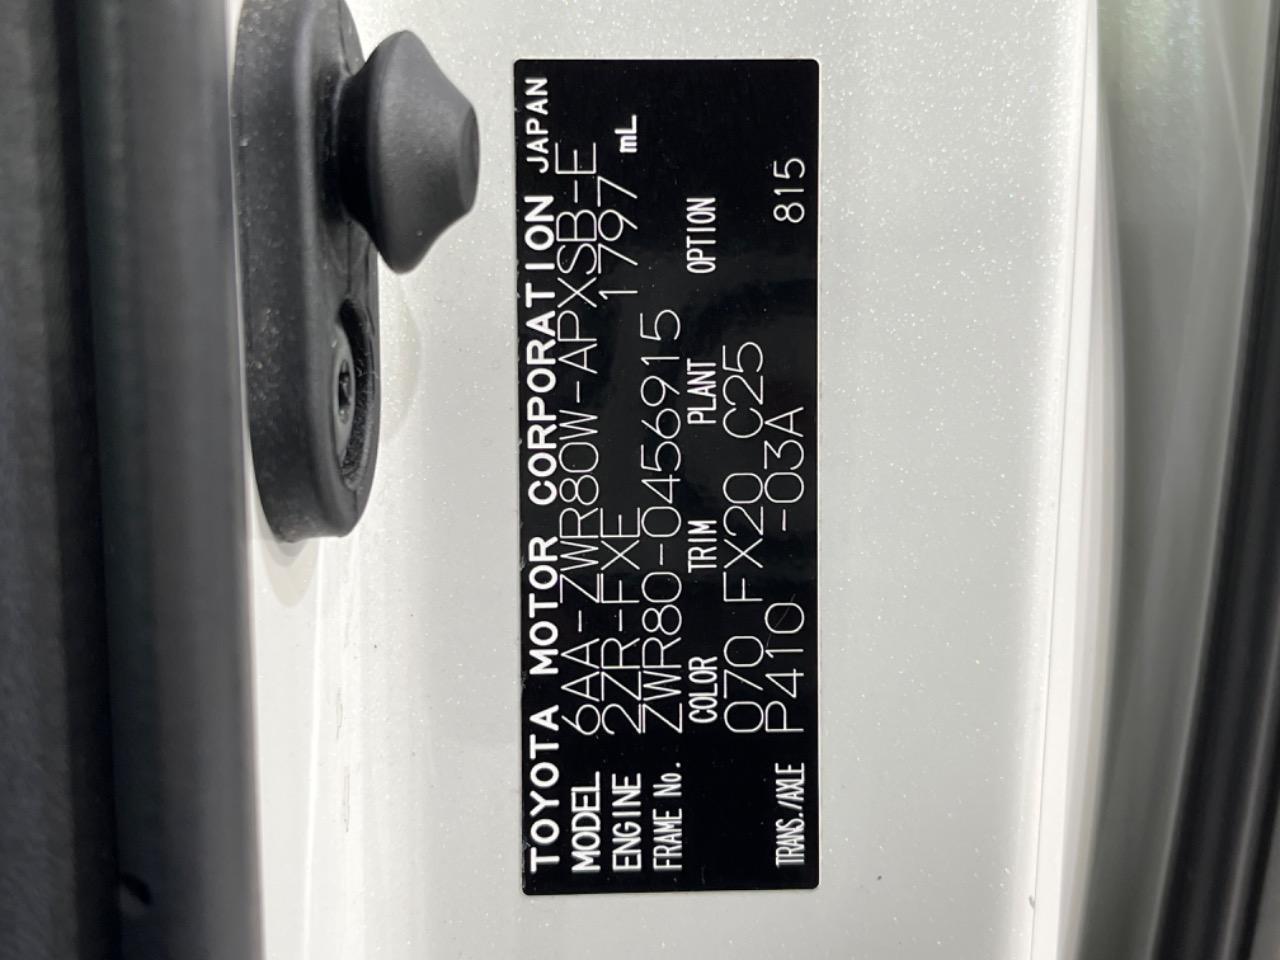 TOYOTA MOTOR CORPORATION JAPAN
MODEL 6AA-ZWR80W-APXSB-E
ENGINE 2ZR-FXE 1797 mL
FRAME No. ZWR80-0456915
COLOR TRIM PLANT OPTION
070 FX20 C25
TRANS./AXLE P410 -03A 815